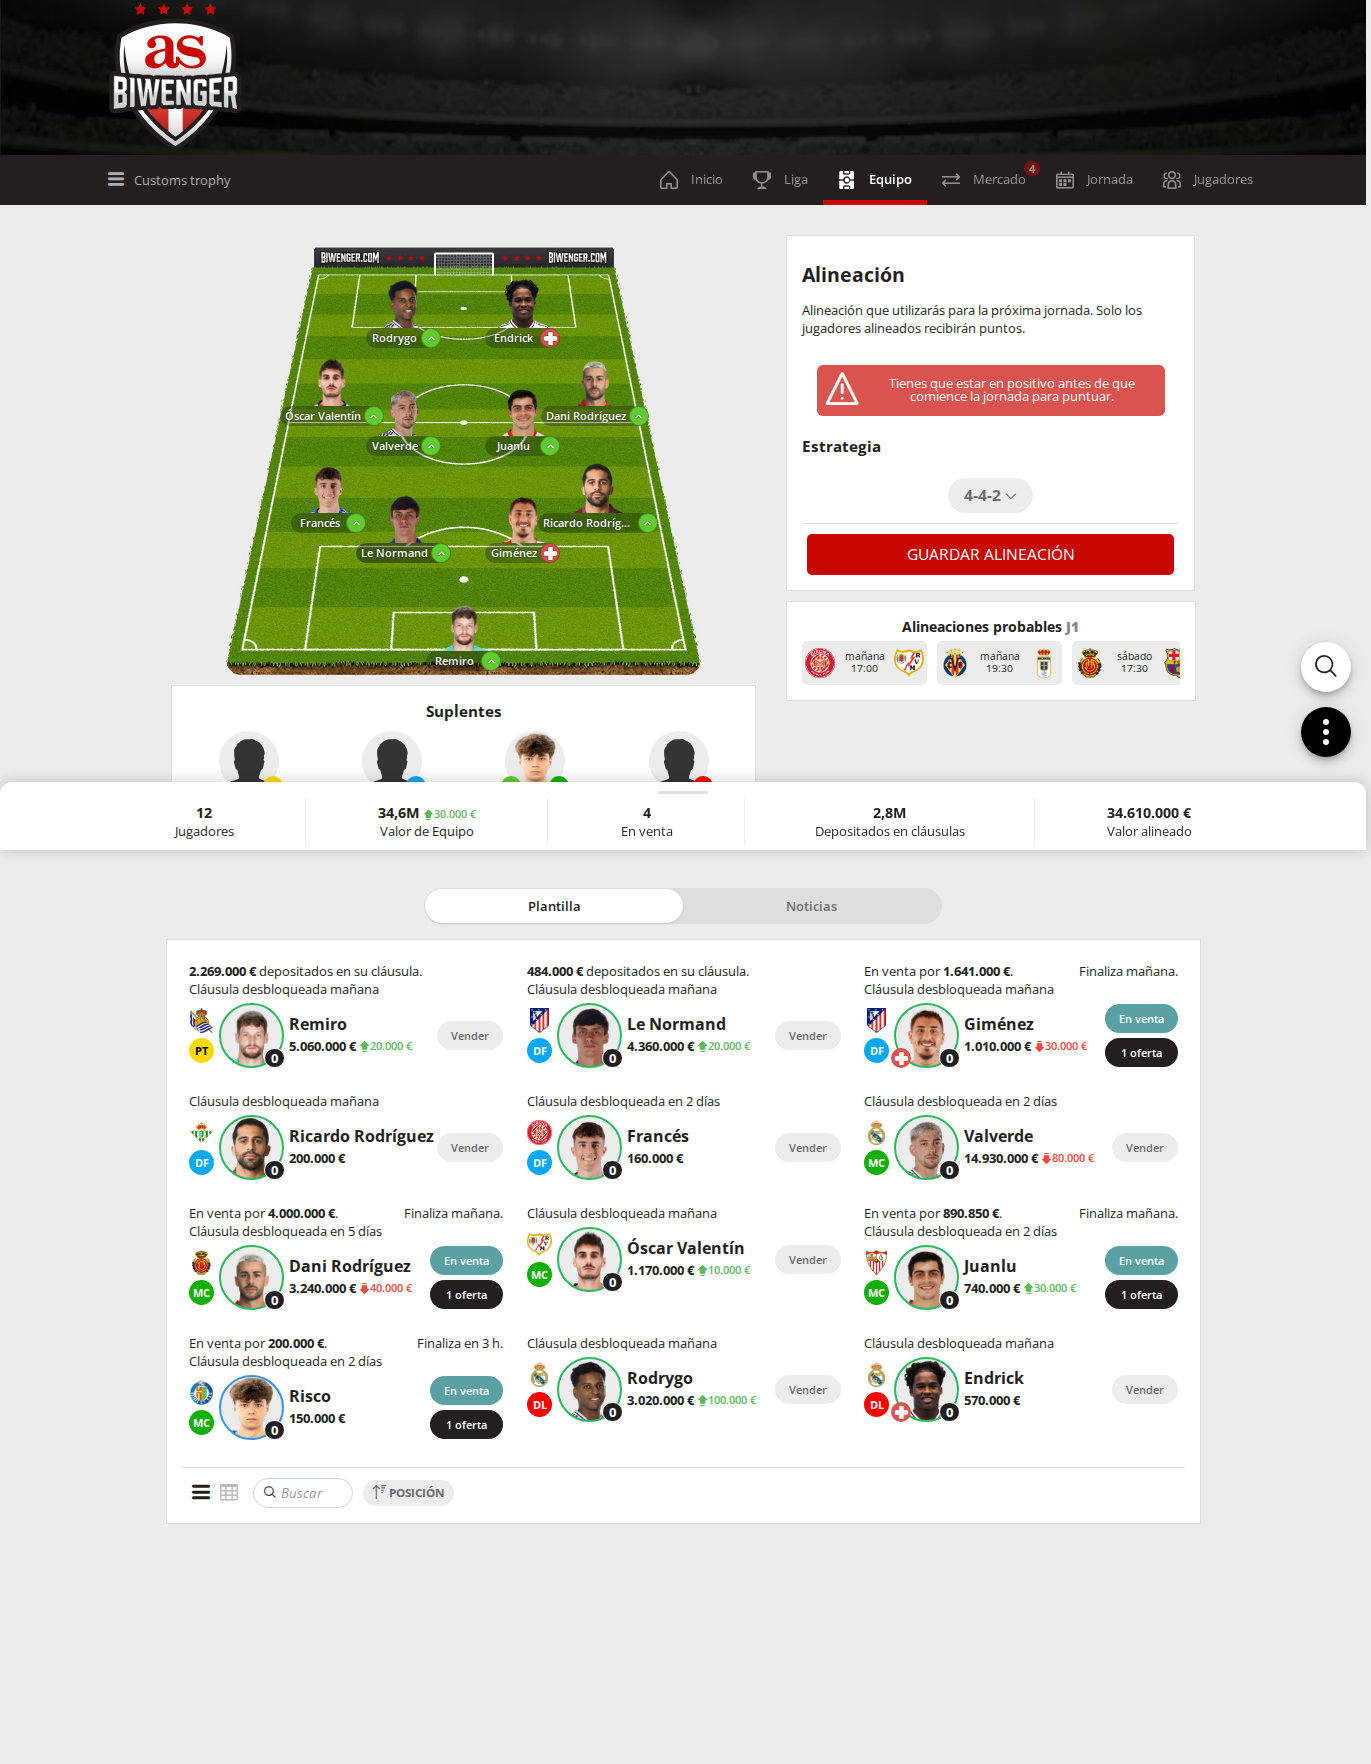 as
BIWENGER
Customs trophy
Inicio
Liga
Equipo
Mercado
4
Jornada
Jugadores
BIWENGER.COM
BIWENGER.COM
Rodrygo
Endrick
Óscar Valentín
Dani Rodríguez
Valverde
Juanlu
Francés
Ricardo Rodríg...
Le Normand
Giménez
Remiro
Alineación
Alineación que utilizarás para la próxima jornada. Solo los
jugadores alineados recibirán puntos.
Tienes que estar en positivo antes de que
comience la jornada para puntuar.
Estrategia
4-4-2
GUARDAR ALINEACIÓN
Alineaciones probables J1
mañana
17:00
mañana
19:30
sábado
17:30
Suplentes
12
Jugadores
34,6M 30.000 €
Valor de Equipo
4
En venta
2,8M
Depositados en cláusulas
34.610.000 €
Valor alineado
Plantilla
Noticias
2.269.000 € depositados en su cláusula.
Cláusula desbloqueada mañana
PT
0
Remiro
5.060.000 € 20.000 €
Vender
484.000 € depositados en su cláusula.
Cláusula desbloqueada mañana
DF
0
Le Normand
4.360.000 € 20.000 €
Vender
En venta por 1.641.000 €. Finaliza mañana.
Cláusula desbloqueada mañana
DF
0
Giménez
1.010.000 € 30.000 €
En venta
1 oferta
Cláusula desbloqueada mañana
DF
0
Ricardo Rodríguez
200.000 €
Vender
Cláusula desbloqueada en 2 días
DF
0
Francés
160.000 €
Vender
Cláusula desbloqueada en 2 días
MC
0
Valverde
14.930.000 € 80.000 €
Vender
En venta por 4.000.000 €. Finaliza mañana.
Cláusula desbloqueada en 5 días
MC
0
Dani Rodríguez
3.240.000 € 40.000 €
En venta
1 oferta
Cláusula desbloqueada mañana
MC
0
Óscar Valentín
1.170.000 € 10.000 €
Vender
En venta por 890.850 €. Finaliza mañana.
Cláusula desbloqueada en 2 días
MC
0
Juanlu
740.000 € 30.000 €
En venta
1 oferta
En venta por 200.000 €. Finaliza en 3 h.
Cláusula desbloqueada en 2 días
MC
0
Risco
150.000 €
En venta
1 oferta
Cláusula desbloqueada mañana
DL
0
Rodrygo
3.020.000 € 100.000 €
Vender
Cláusula desbloqueada mañana
DL
0
Endrick
570.000 €
Vender
Buscar
POSICIÓN